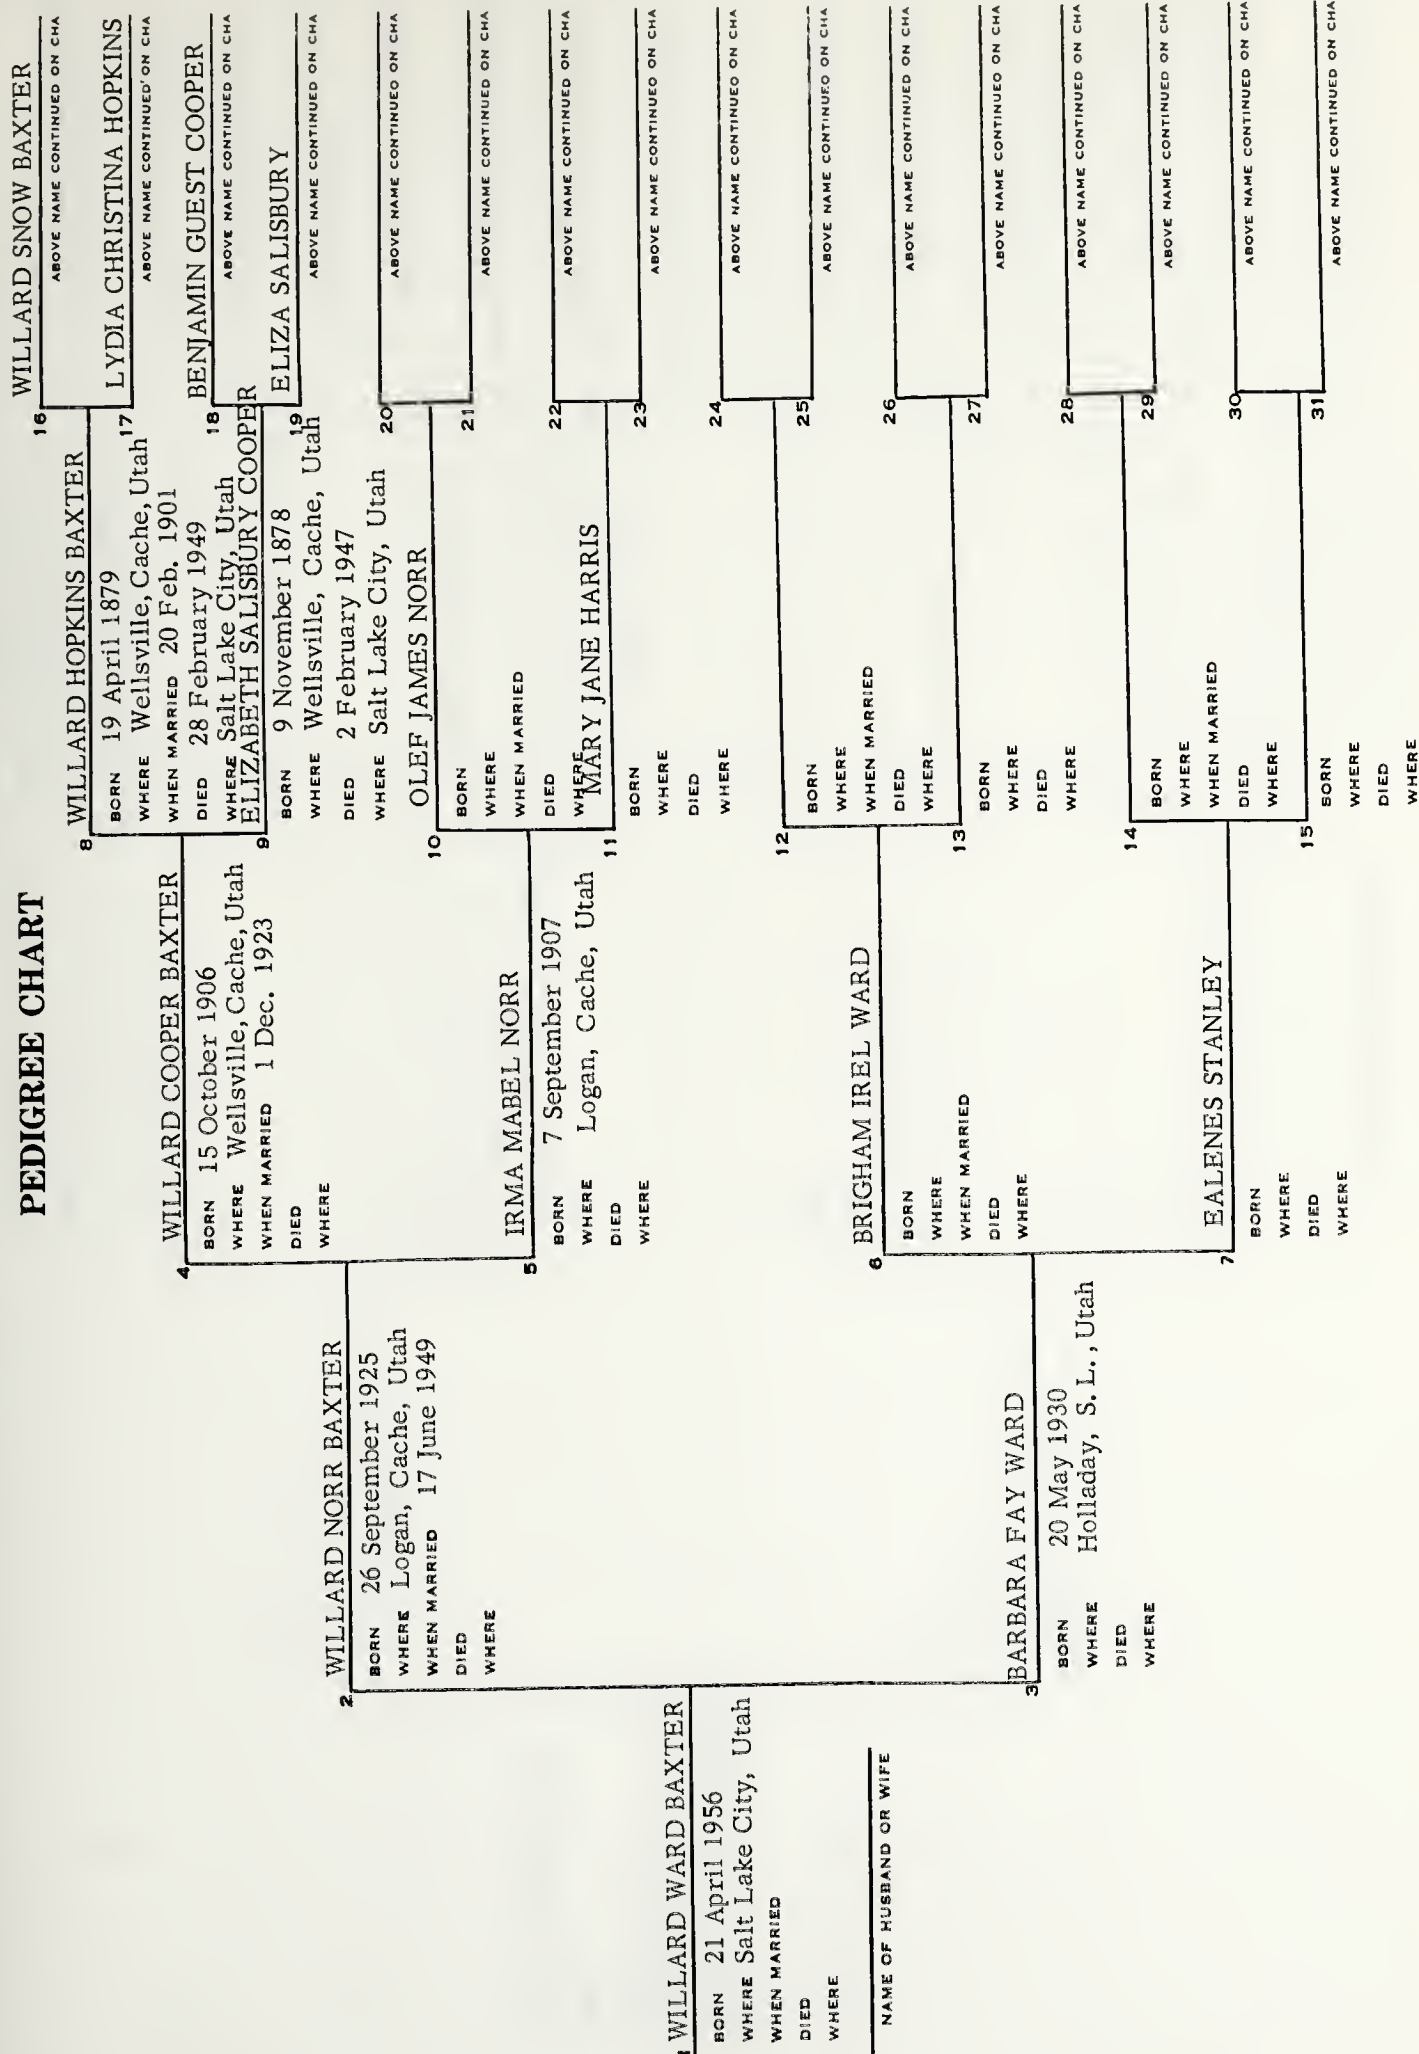 PEDIGREE CHART
WILLARD WARD BAXTER
BORN 21 April 1956
WHERE Salt Lake City, Utah
WHEN MARRIED
DIED
WHERE
NAME OF HUSBAND OR WIFE
2
WILLARD NORR BAXTER
BORN 26 September 1925
WHERE Logan, Cache, Utah
WHEN MARRIED 17 June 1949
DIED
WHERE
3
BARBARA FAY WARD
BORN 20 May 1930
WHERE Holladay, S. L., Utah
DIED
WHERE
4
WILLARD COOPER BAXTER
BORN 15 October 1906
WHERE Wellsville, Cache, Utah
WHEN MARRIED 1 Dec. 1923
DIED
WHERE
5
IRMA MABEL NORR
BORN 7 September 1907
WHERE Logan, Cache, Utah
DIED
WHERE
6
BRIGHAM IREL WARD
BORN
WHERE
WHEN MARRIED
DIED
WHERE
7
EALENES STANLEY
BORN
WHERE
DIED
WHERE
8
WILLARD HOPKINS BAXTER
BORN 19 April 1879
WHERE Wellsville, Cache, Utah
WHEN MARRIED 20 Feb. 1901
DIED 28 February 1949
WHERE Salt Lake City, Utah
9
ELIZABETH SALISBURY COOPER
BORN 9 November 1878
WHERE Wellsville, Cache, Utah
DIED 2 February 1947
WHERE Salt Lake City, Utah
10
OLEF JAMES NORR
BORN
WHERE
WHEN MARRIED
DIED
WHERE
11
MARY JANE HARRIS
BORN
WHERE
DIED
WHERE
12
BORN
WHERE
WHEN MARRIED
DIED
WHERE
13
BORN
WHERE
DIED
WHERE
14
BORN
WHERE
WHEN MARRIED
DIED
WHERE
15
BORN
WHERE
DIED
WHERE
16
WILLARD SNOW BAXTER
ABOVE NAME CONTINUED ON CHA
17
LYDIA CHRISTINA HOPKINS
ABOVE NAME CONTINUED ON CHA
18
BENJAMIN GUEST COOPER
ABOVE NAME CONTINUED ON CHA
19
ELIZA SALISBURY
ABOVE NAME CONTINUED ON CHA
20
ABOVE NAME CONTINUED ON CHA
21
ABOVE NAME CONTINUED ON CHA
22
ABOVE NAME CONTINUED ON CHA
23
ABOVE NAME CONTINUED ON CHA
24
ABOVE NAME CONTINUED ON CHA
25
ABOVE NAME CONTINUED ON CHA
26
ABOVE NAME CONTINUED ON CHA
27
ABOVE NAME CONTINUED ON CHA
28
ABOVE NAME CONTINUED ON CHA
29
ABOVE NAME CONTINUED ON CHA
30
ABOVE NAME CONTINUED ON CHA
31
ABOVE NAME CONTINUED ON CHA